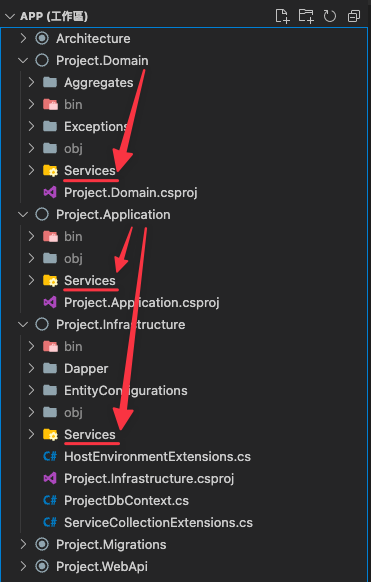 APP (工作區)
Architecture
Project.Domain
Aggregates
bin
Exceptions
obj
Services
Project.Domain.csproj
Project.Application
bin
obj
Services
Project.Application.csproj
Project.Infrastructure
bin
Dapper
EntityConfigurations
obj
Services
HostEnvironmentExtensions.cs
Project.Infrastructure.csproj
ProjectDbContext.cs
ServiceCollectionExtensions.cs
Project.Migrations
Project.WebApi